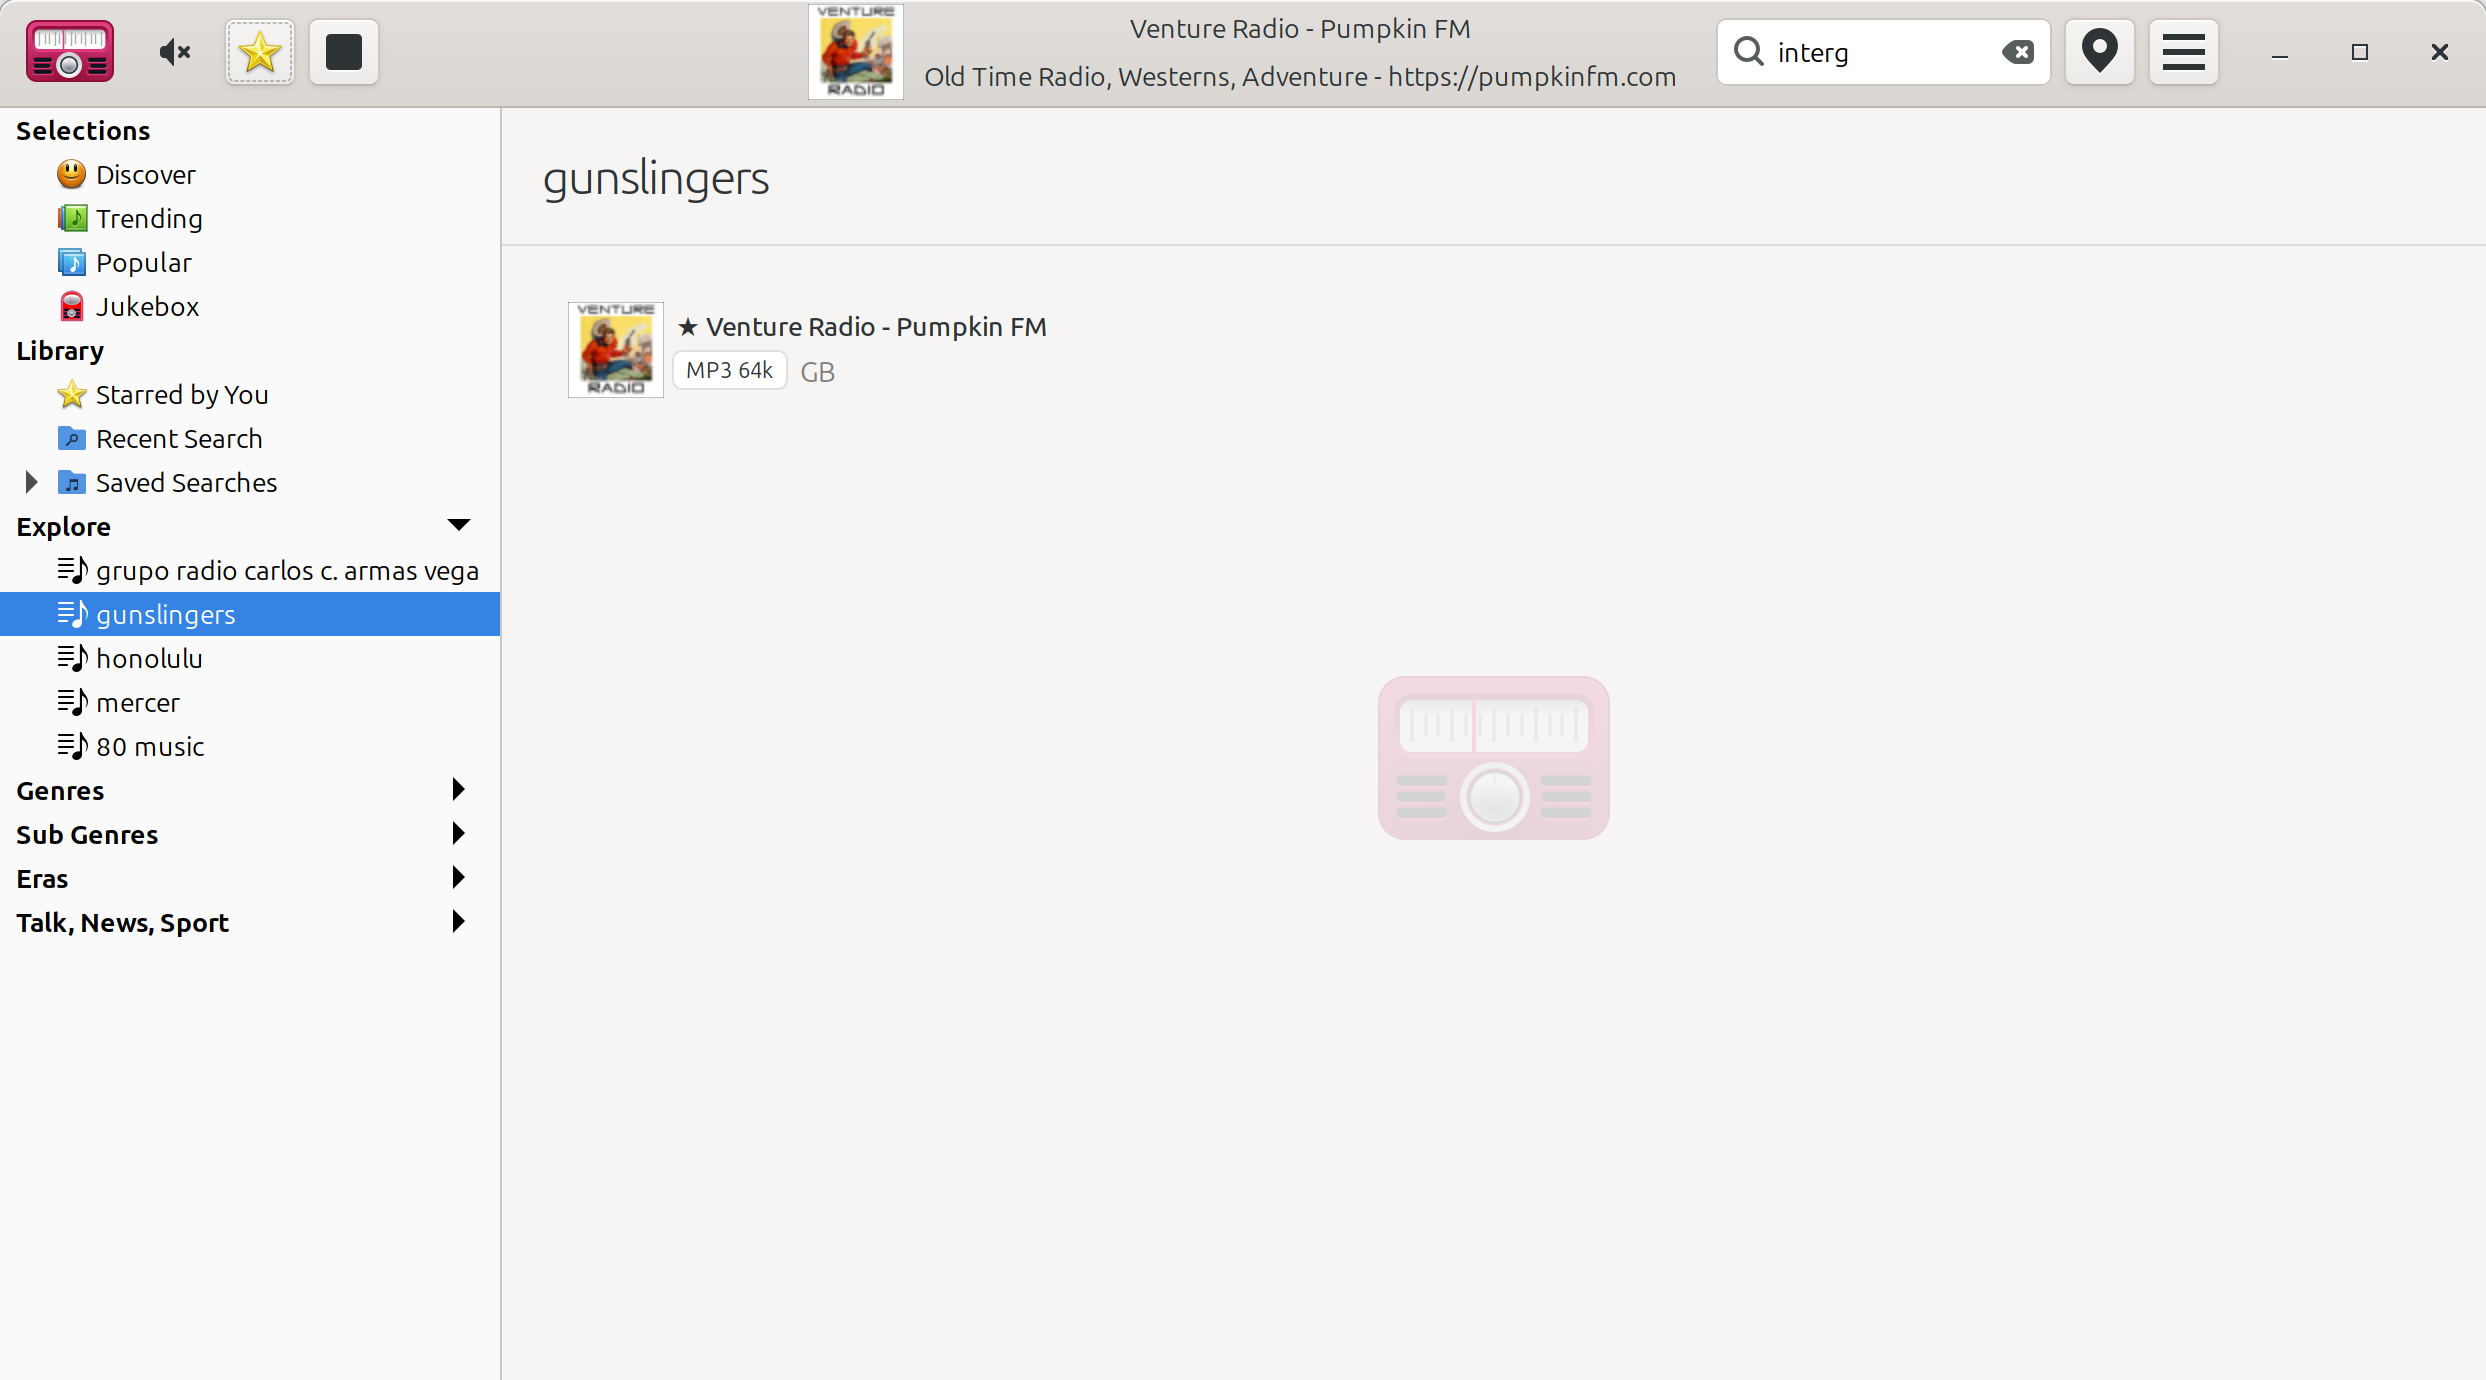 VENTURE
RADIO
Venture Radio - Pumpkin FM
Old Time Radio, Westerns, Adventure - https://pumpkinfm.com
interg
Selections
Discover
Trending
Popular
Jukebox
Library
Starred by You
Recent Search
Saved Searches
Explore
grupo radio carlos c. armas vega
gunslingers
honolulu
mercer
80 music
Genres
Sub Genres
Eras
Talk, News, Sport
gunslingers
VENTURE
RADIO
★ Venture Radio - Pumpkin FM
MP3 64k GB